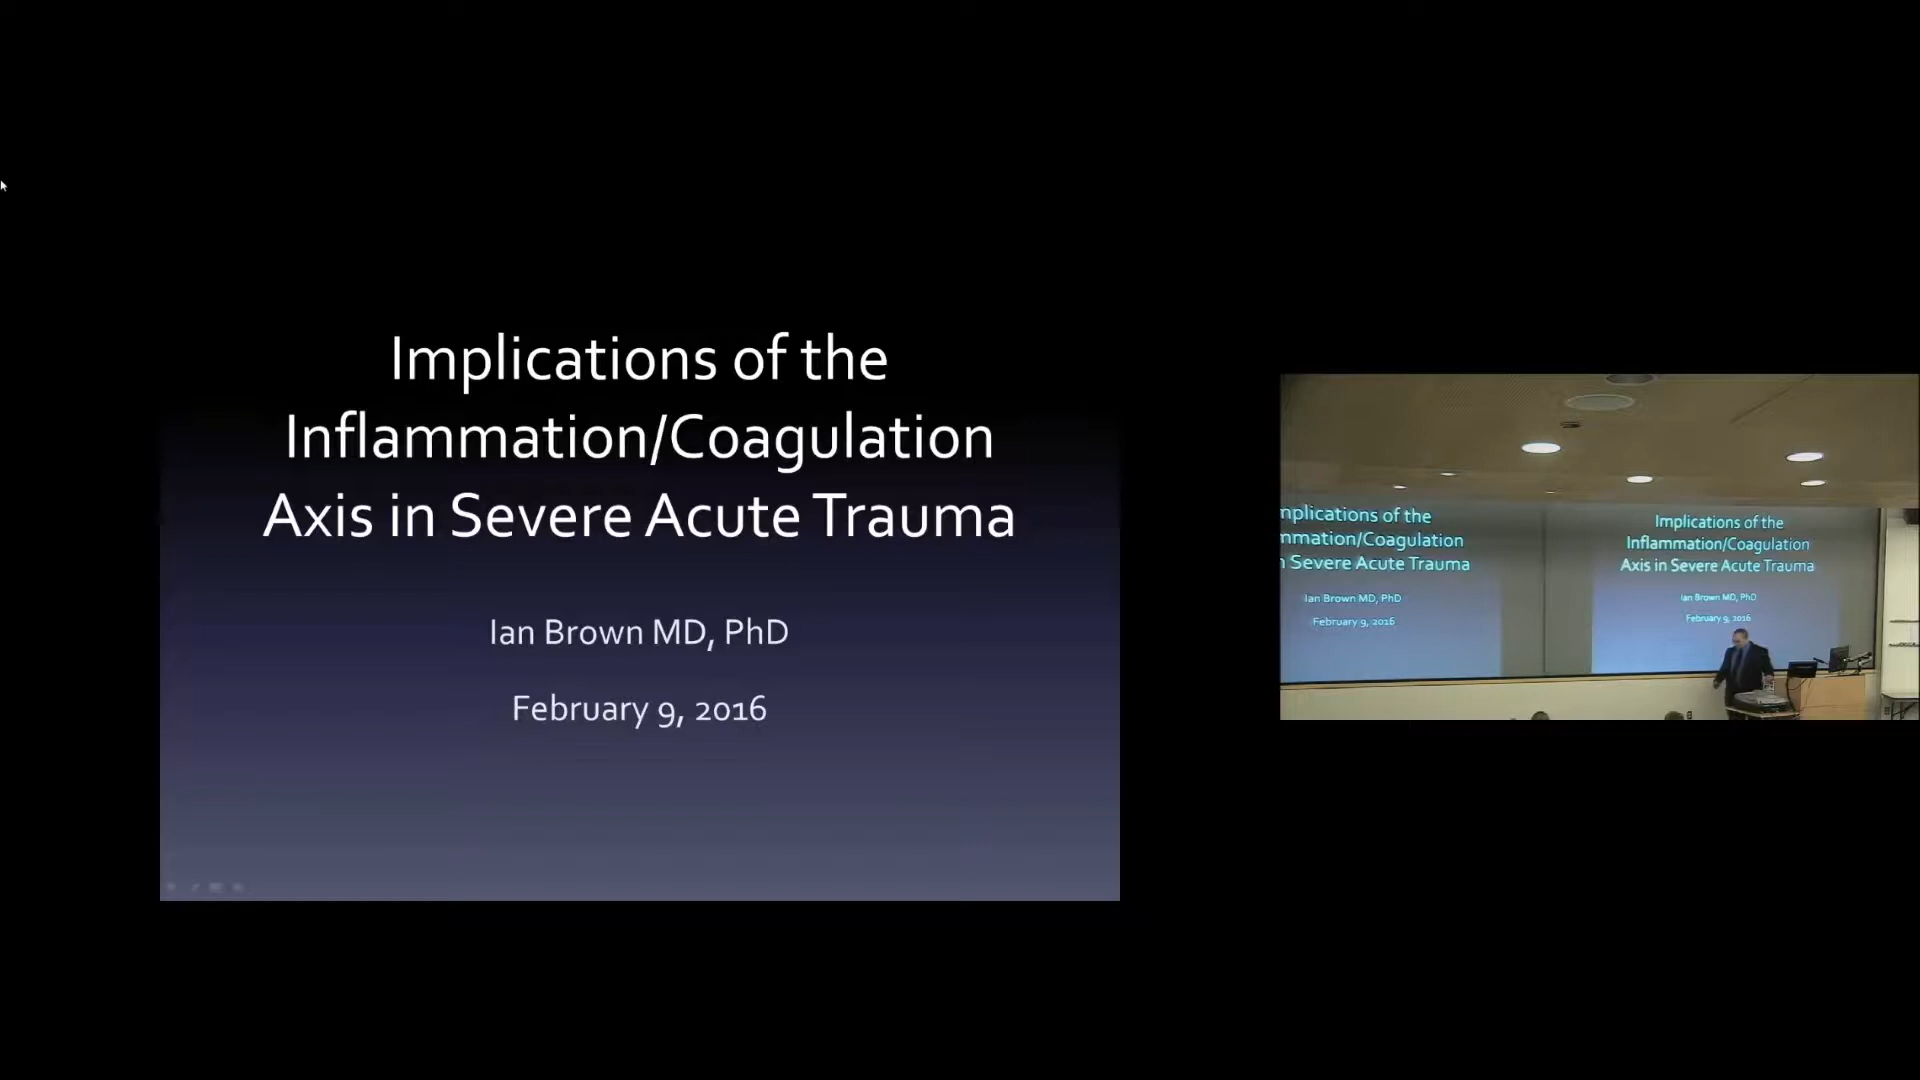 Implications of the
Inflammation/Coagulation
Axis in Severe Acute Trauma
Ian Brown MD, PhD
February 9, 2016
mplications of the
mmation/Coagulation
n Severe Acute Trauma
Ian Brown MD, PhD
February 9, 2016
Implications of the
Inflammation/Coagulation
Axis in Severe Acute Trauma
Ian Brown MD, PhD
February 9, 2016